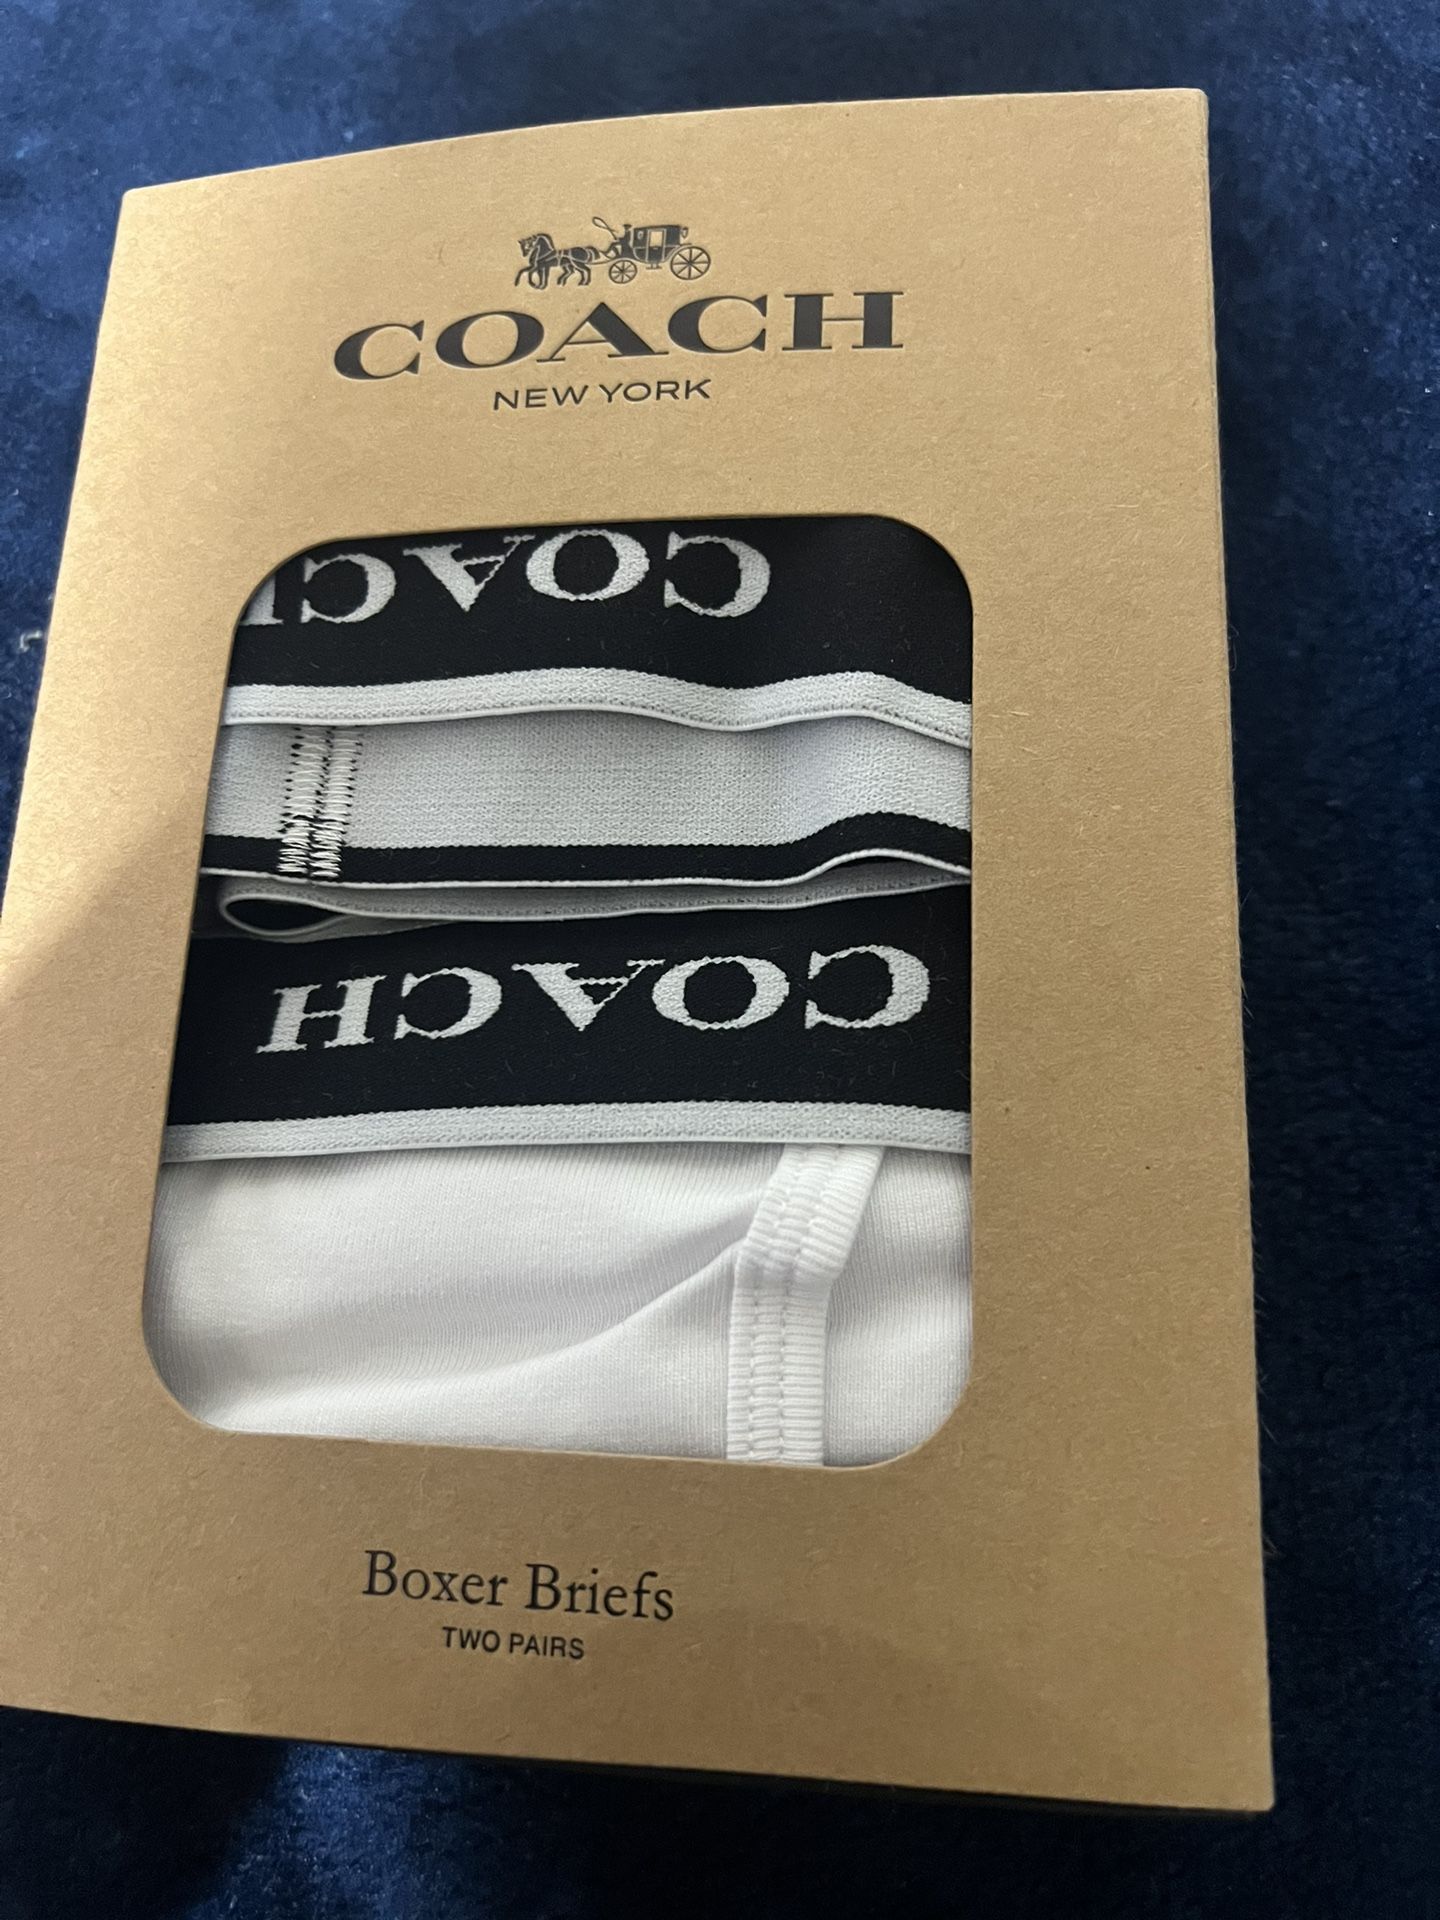 COACH
NEW YORK
COACH
COACH
Boxer Briefs
TWO PAIRS